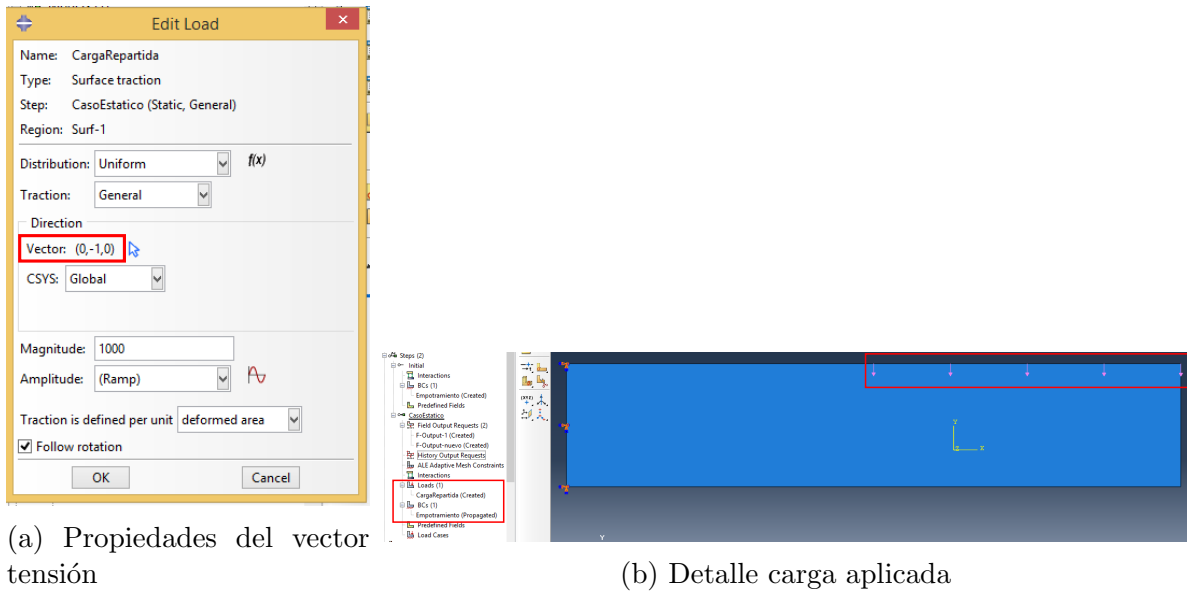 Edit Load
Name: CargaRepartida
Type: Surface traction
Step: CasoEstatico (Static, General)
Region: Surf-1
Distribution: Uniform f(x)
Traction: General
Direction
Vector: (0,-1,0)
CSYS: Global
Magnitude: 1000
Amplitude: (Ramp)
Traction is defined per unit deformed area
Follow rotation
OK Cancel
(a) Propiedades del vector
tensión
Steps (2)
Initial
Interactions
BCs (1)
Empotramiento (Created)
Predefined Fields
CasoEstatico
Field Output Requests (2)
F-Output-1 (Created)
F-Output-nuevo (Created)
History Output Requests
ALE Adaptive Mesh Constraints
Interactions
Loads (1)
CargaRepartida (Created)
BCs (1)
Empotramiento (Propagated)
Predefined Fields
Load Cases
Y
Z X
Y
(b) Detalle carga aplicada